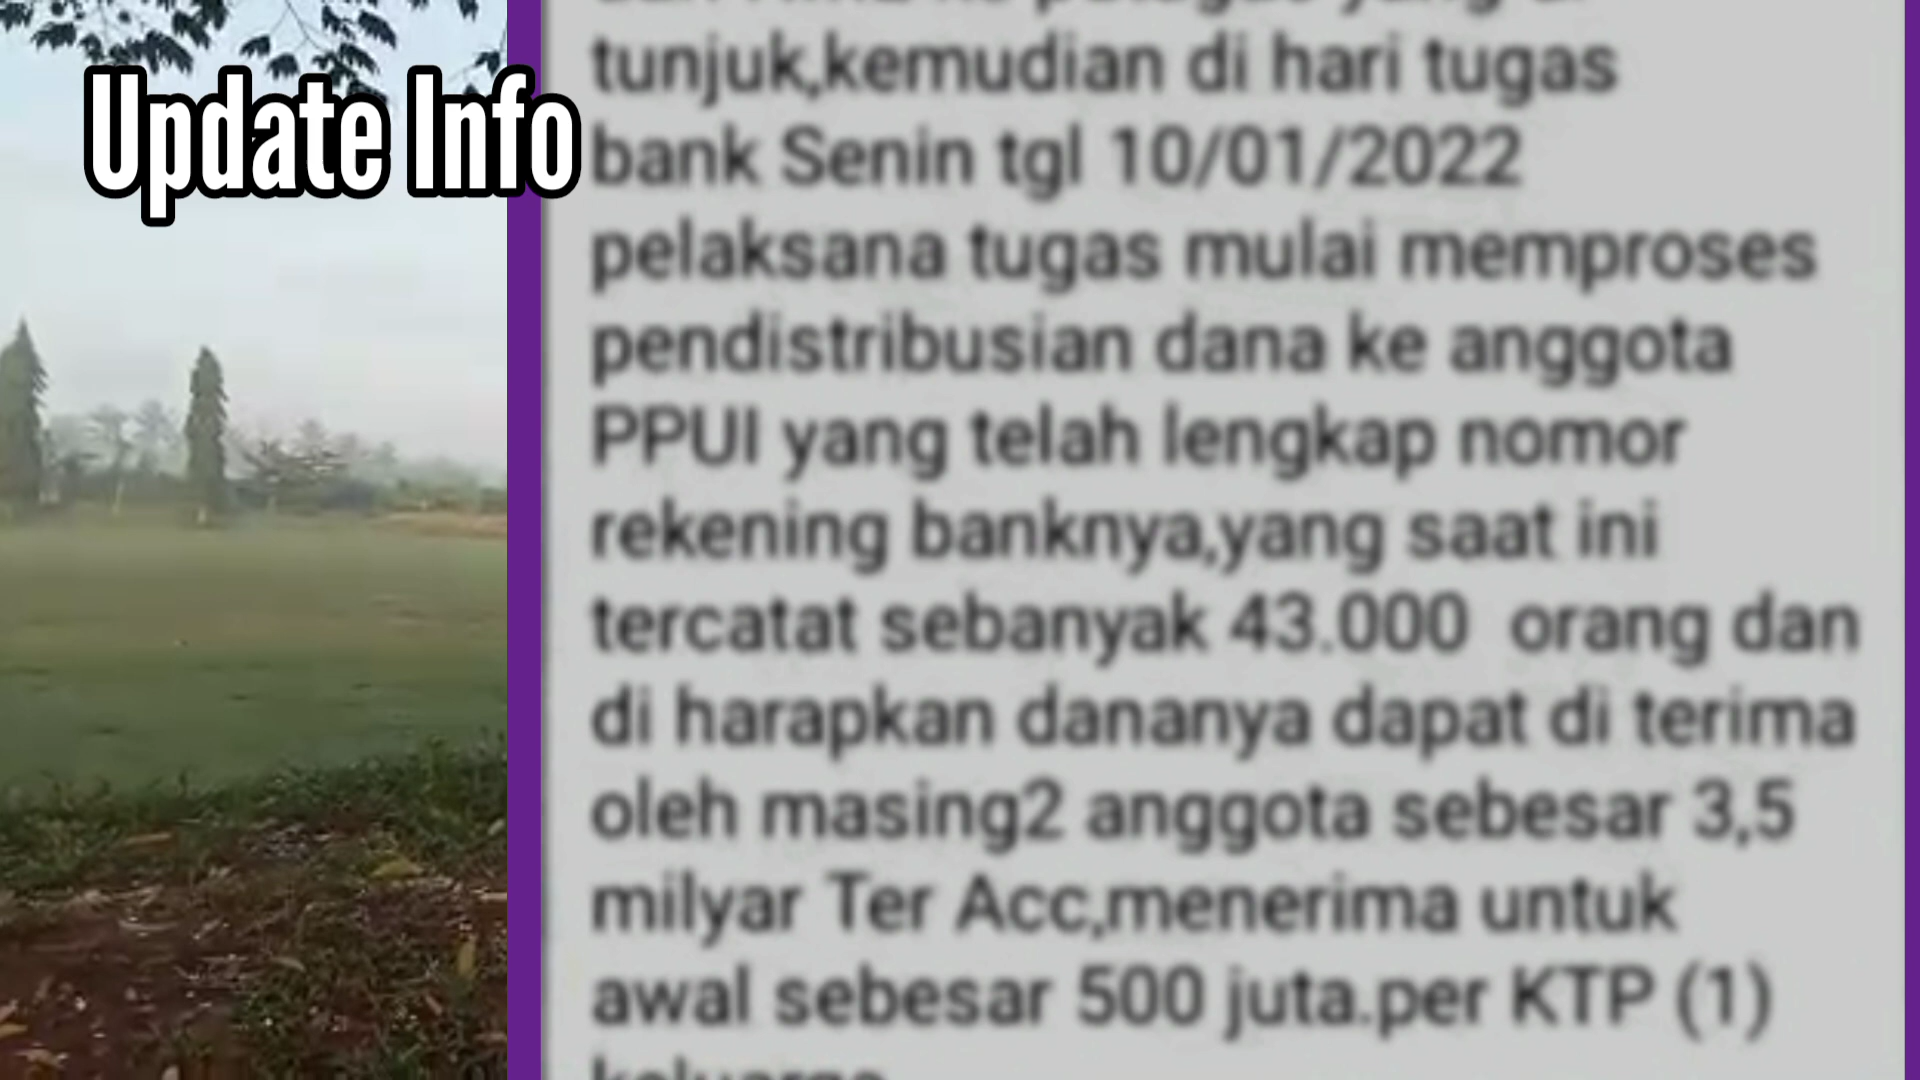 Update Info
tunjuk,kemudian di hari tugas
bank Senin tgl 10/01/2022
pelaksana tugas mulai memproses
pendistribusian dana ke anggota
PPUI yang telah lengkap nomor
rekening banknya,yang saat ini
tercatat sebanyak 43.000 orang dan
di harapkan dananya dapat di terima
oleh masing2 anggota sebesar 3,5
milyar Ter Acc,menerima untuk
awal sebesar 500 juta.per KTP (1)